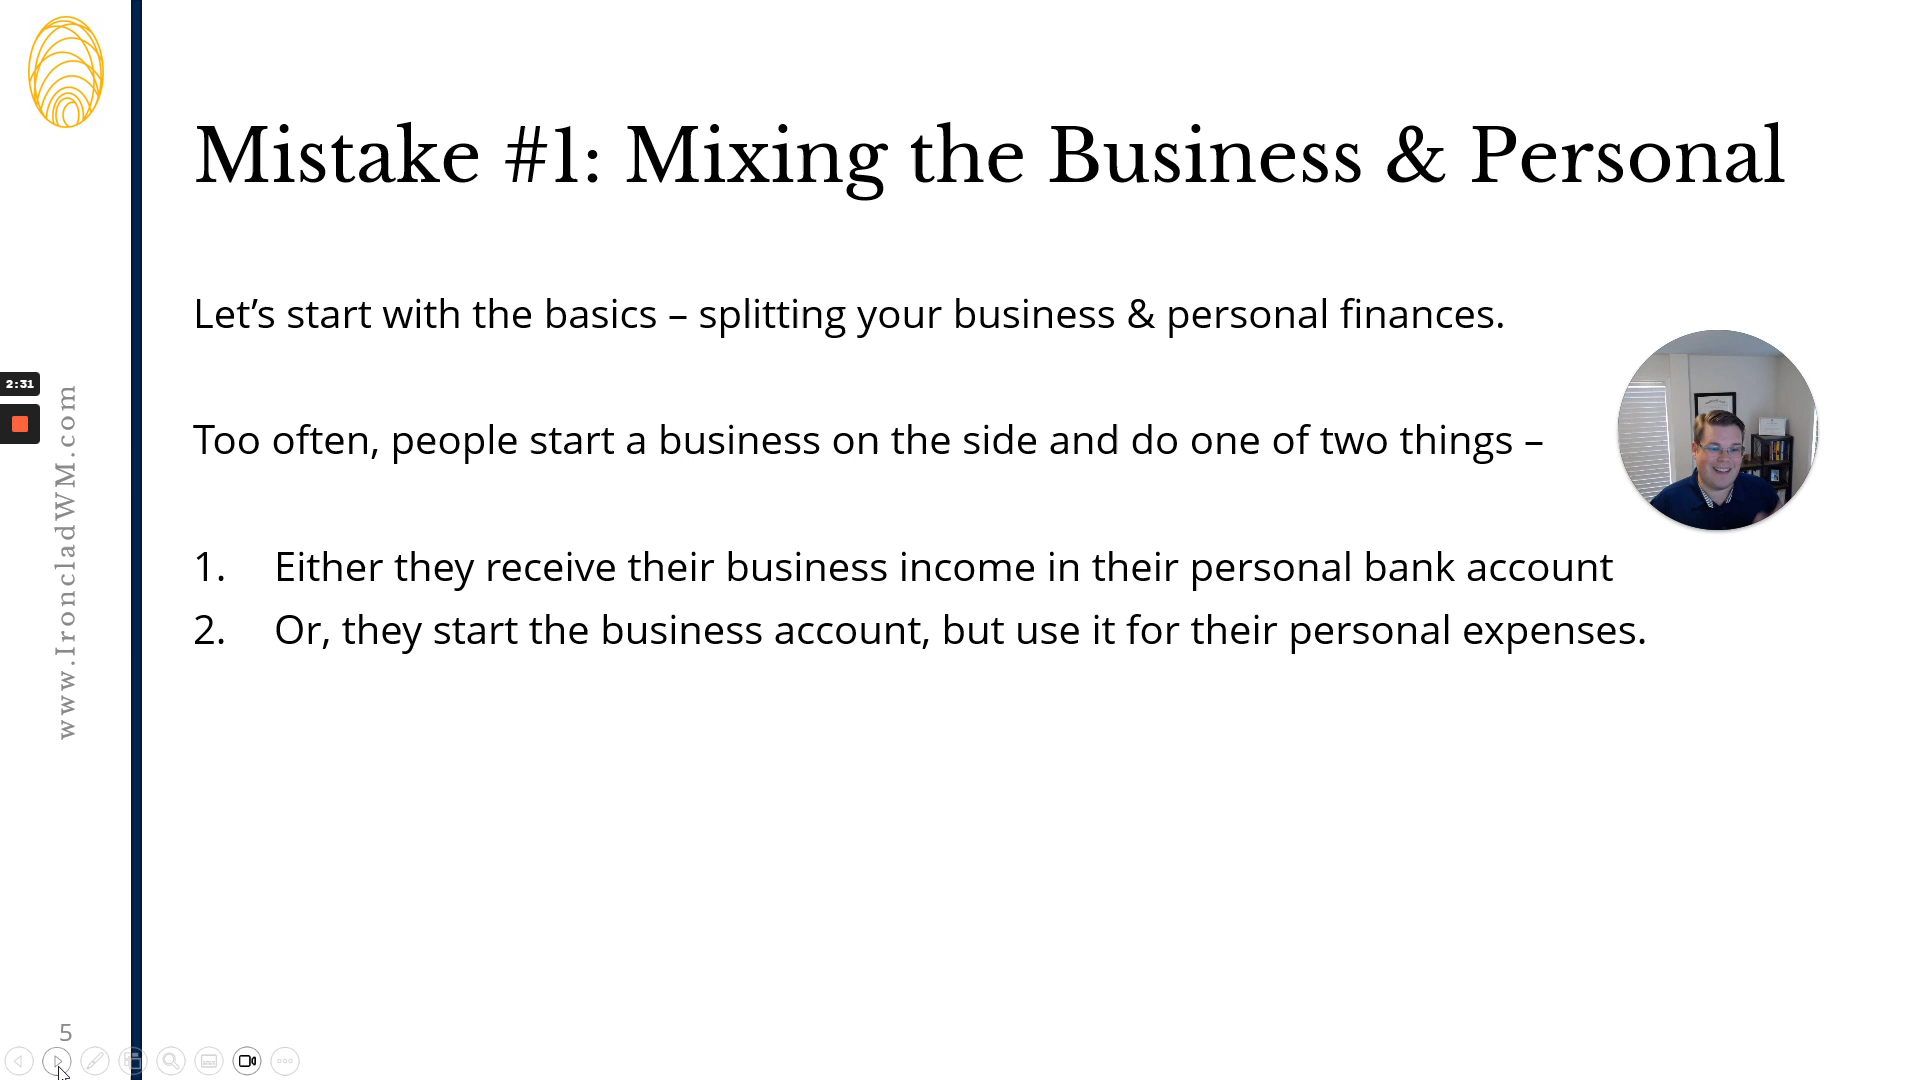 Mistake #1: Mixing the Business & Personal
Let’s start with the basics – splitting your business & personal finances.
Too often, people start a business on the side and do one of two things –
1. Either they receive their business income in their personal bank account
2. Or, they start the business account, but use it for their personal expenses.
2:31
www.IroncladWM.com
5